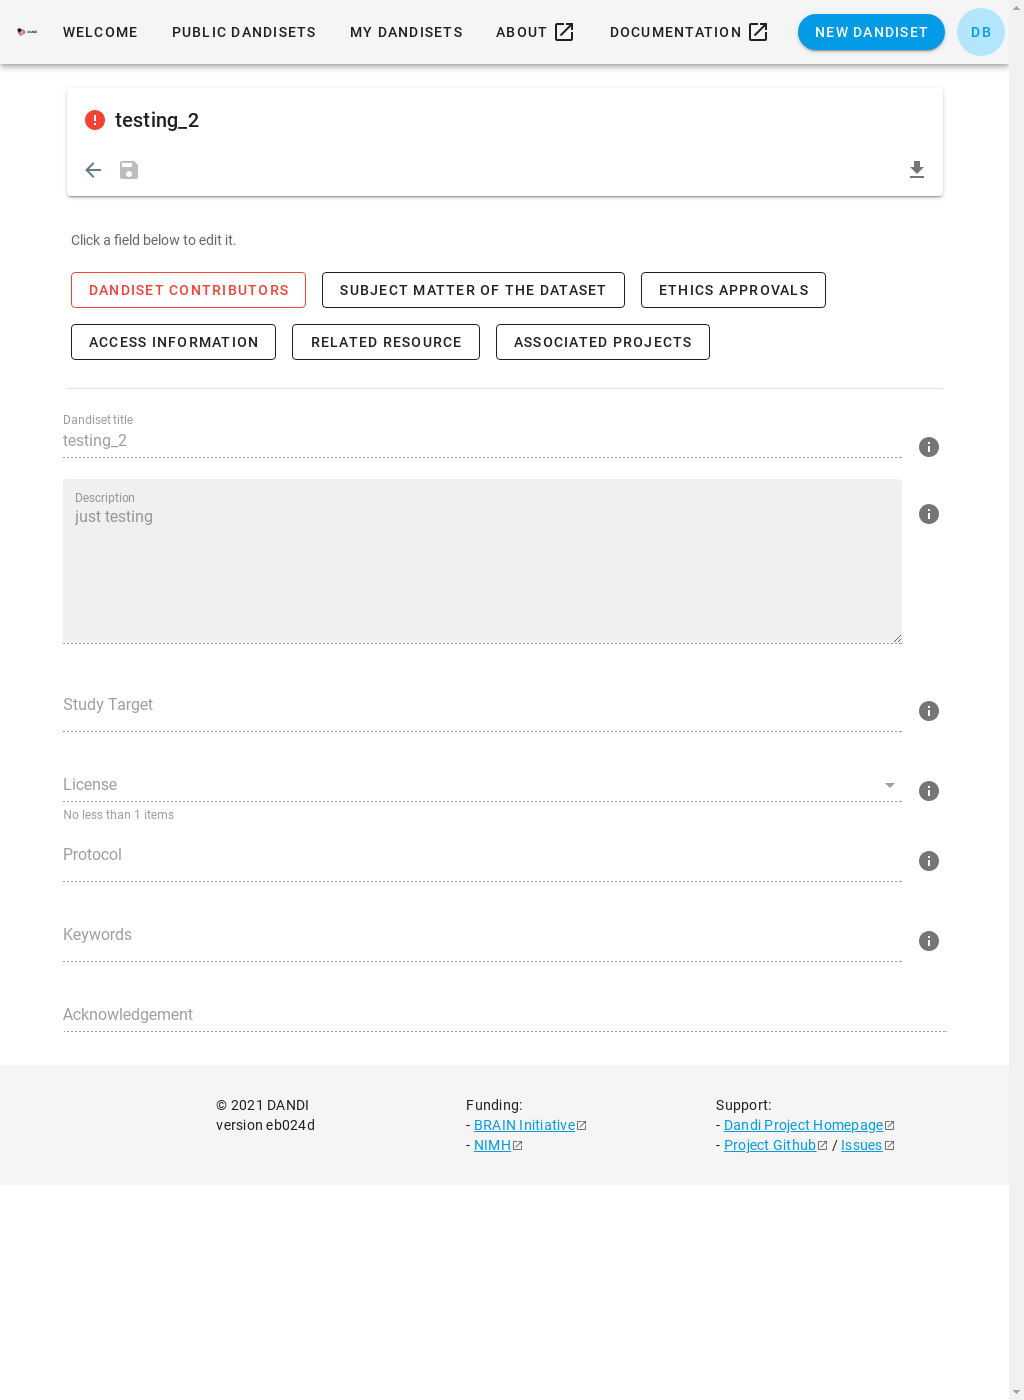 WELCOME PUBLIC DANDISETS MY DANDISETS ABOUT DOCUMENTATION NEW DANDISET DB
testing_2
Click a field below to edit it.
DANDISET CONTRIBUTORS SUBJECT MATTER OF THE DATASET ETHICS APPROVALS
ACCESS INFORMATION RELATED RESOURCE ASSOCIATED PROJECTS
Dandiset title
testing_2
Description
just testing
Study Target
License
No less than 1 items
Protocol
Keywords
Acknowledgement
© 2021 DANDI
version eb024d
Funding:
- BRAIN Initiative
- NIMH
Support:
- Dandi Project Homepage
- Project Github / Issues